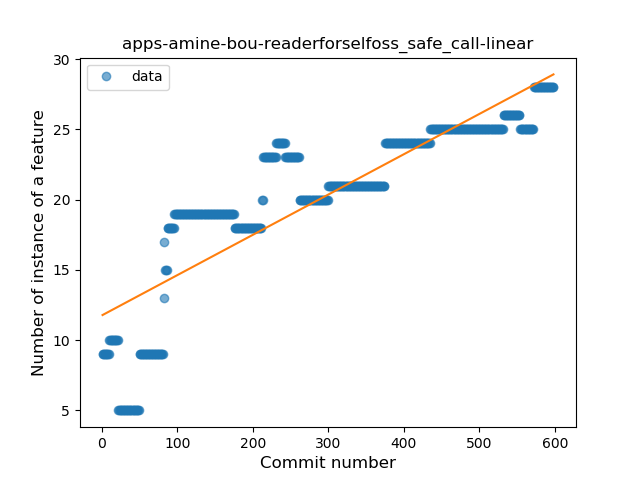 apps-amine-bou-readerforselfoss_safe_call-linear
data
Number of instance of a feature
30
25
20
15
10
5
0 100 200 300 400 500 600
Commit number